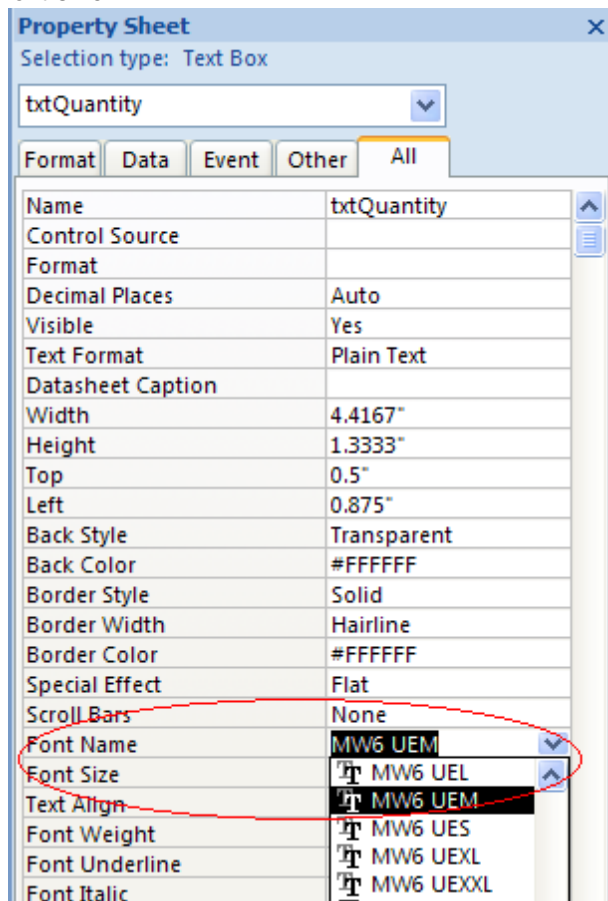 Property Sheet
Selection type: Text Box
txtQuantity
Format Data Event Other All
Name txtQuantity
Control Source
Format
Decimal Places Auto
Visible Yes
Text Format Plain Text
Datasheet Caption
Width 4.4167"
Height 1.3333"
Top 0.5"
Left 0.875"
Back Style Transparent
Back Color #FFFFFF
Border Style Solid
Border Width Hairline
Border Color #FFFFFF
Special Effect Flat
Scroll Bars None
Font Name MW6 UEM
Font Size MW6 UEL
Text Align MW6 UEM
Font Weight MW6 UES
Font Underline MW6 UEXL
Font Italic MW6 UEXXL